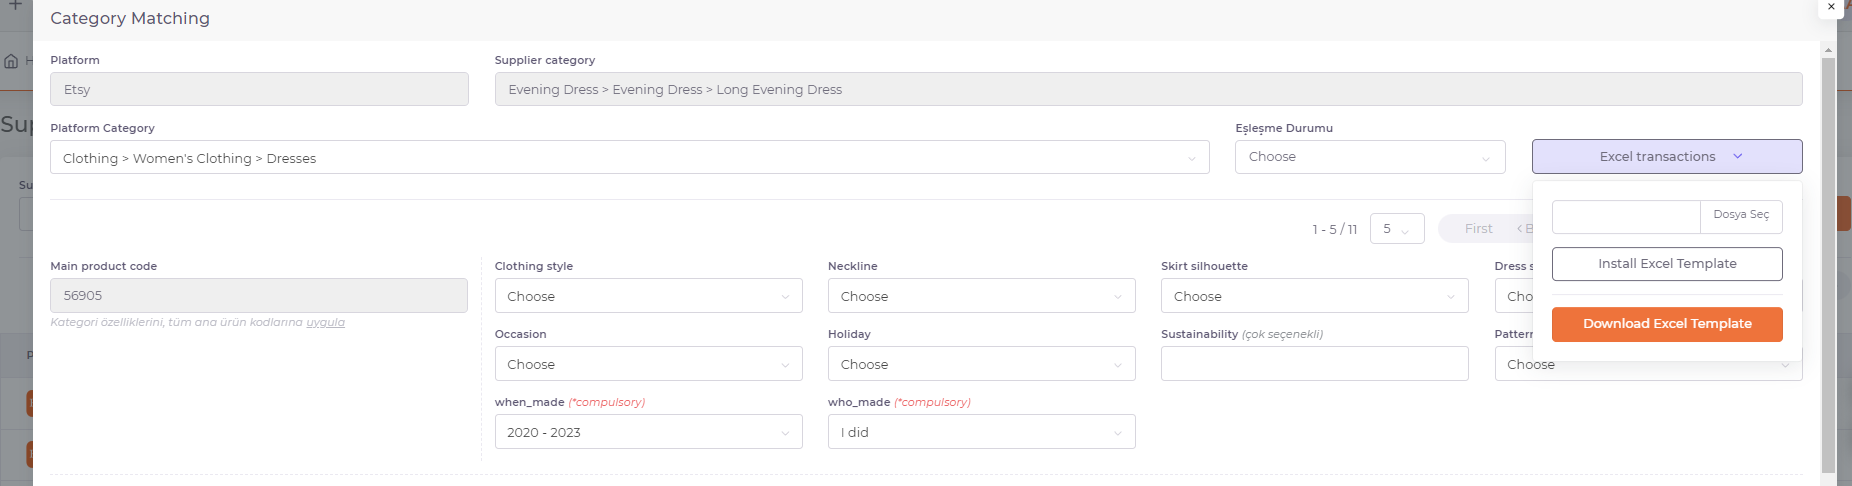 Category Matching
Platform
Supplier category
Etsy
Evening Dress > Evening Dress > Long Evening Dress
Platform Category
Eşleşme Durumu
Clothing > Women's Clothing > Dresses
Choose
Excel transactions
Dosya Seç
Install Excel Template
Download Excel Template
1 - 5 / 11
5
First
< B
Main product code
56905
Kategori özelliklerini, tüm ana ürün kodlarına uygula
Clothing style
Neckline
Skirt silhouette
Dress s
Choose
Choose
Choose
Cho
Occasion
Holiday
Sustainability (çok seçenekli)
Patter
Choose
Choose
Choose
when_made (*compulsory)
who_made (*compulsory)
2020 - 2023
I did
H
Sup
Su
P